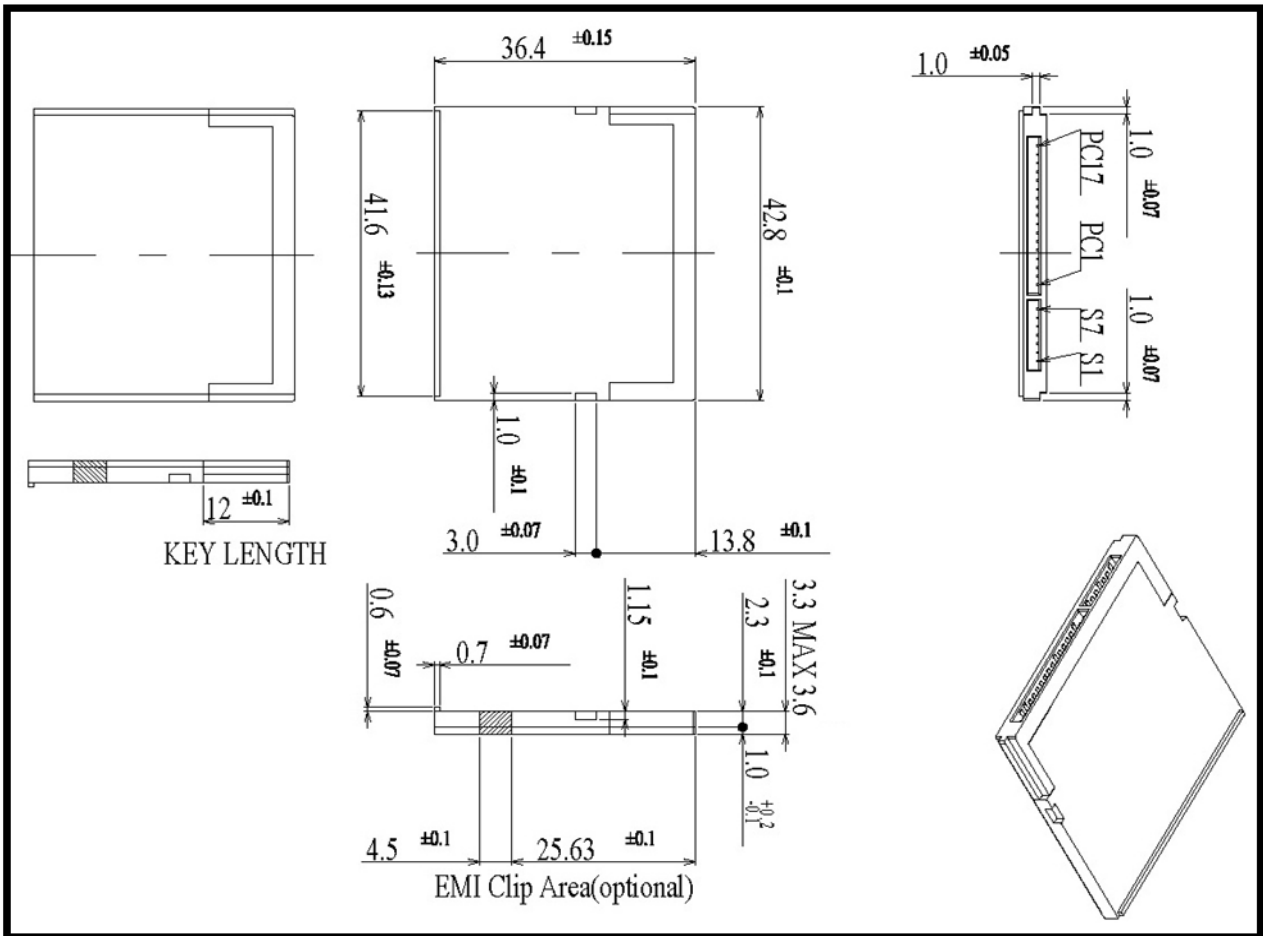 36.4 ±0.15
1.0 ±0.05
41.6 ±0.13
42.8 ±0.1
1.0 ±0.07
PC17
PC1
1.0 ±0.07
S7
S1
1.0 ±0.1
12 ±0.1
KEY LENGTH
3.0 ±0.07
13.8 ±0.1
0.6 ±0.07
0.7 ±0.07
1.15 ±0.1
2.3 ±0.1
3.3 MAX3.6
1.0 +0.2 -0.1
4.5 ±0.1
25.63 ±0.1
EMI Clip Area(optional)